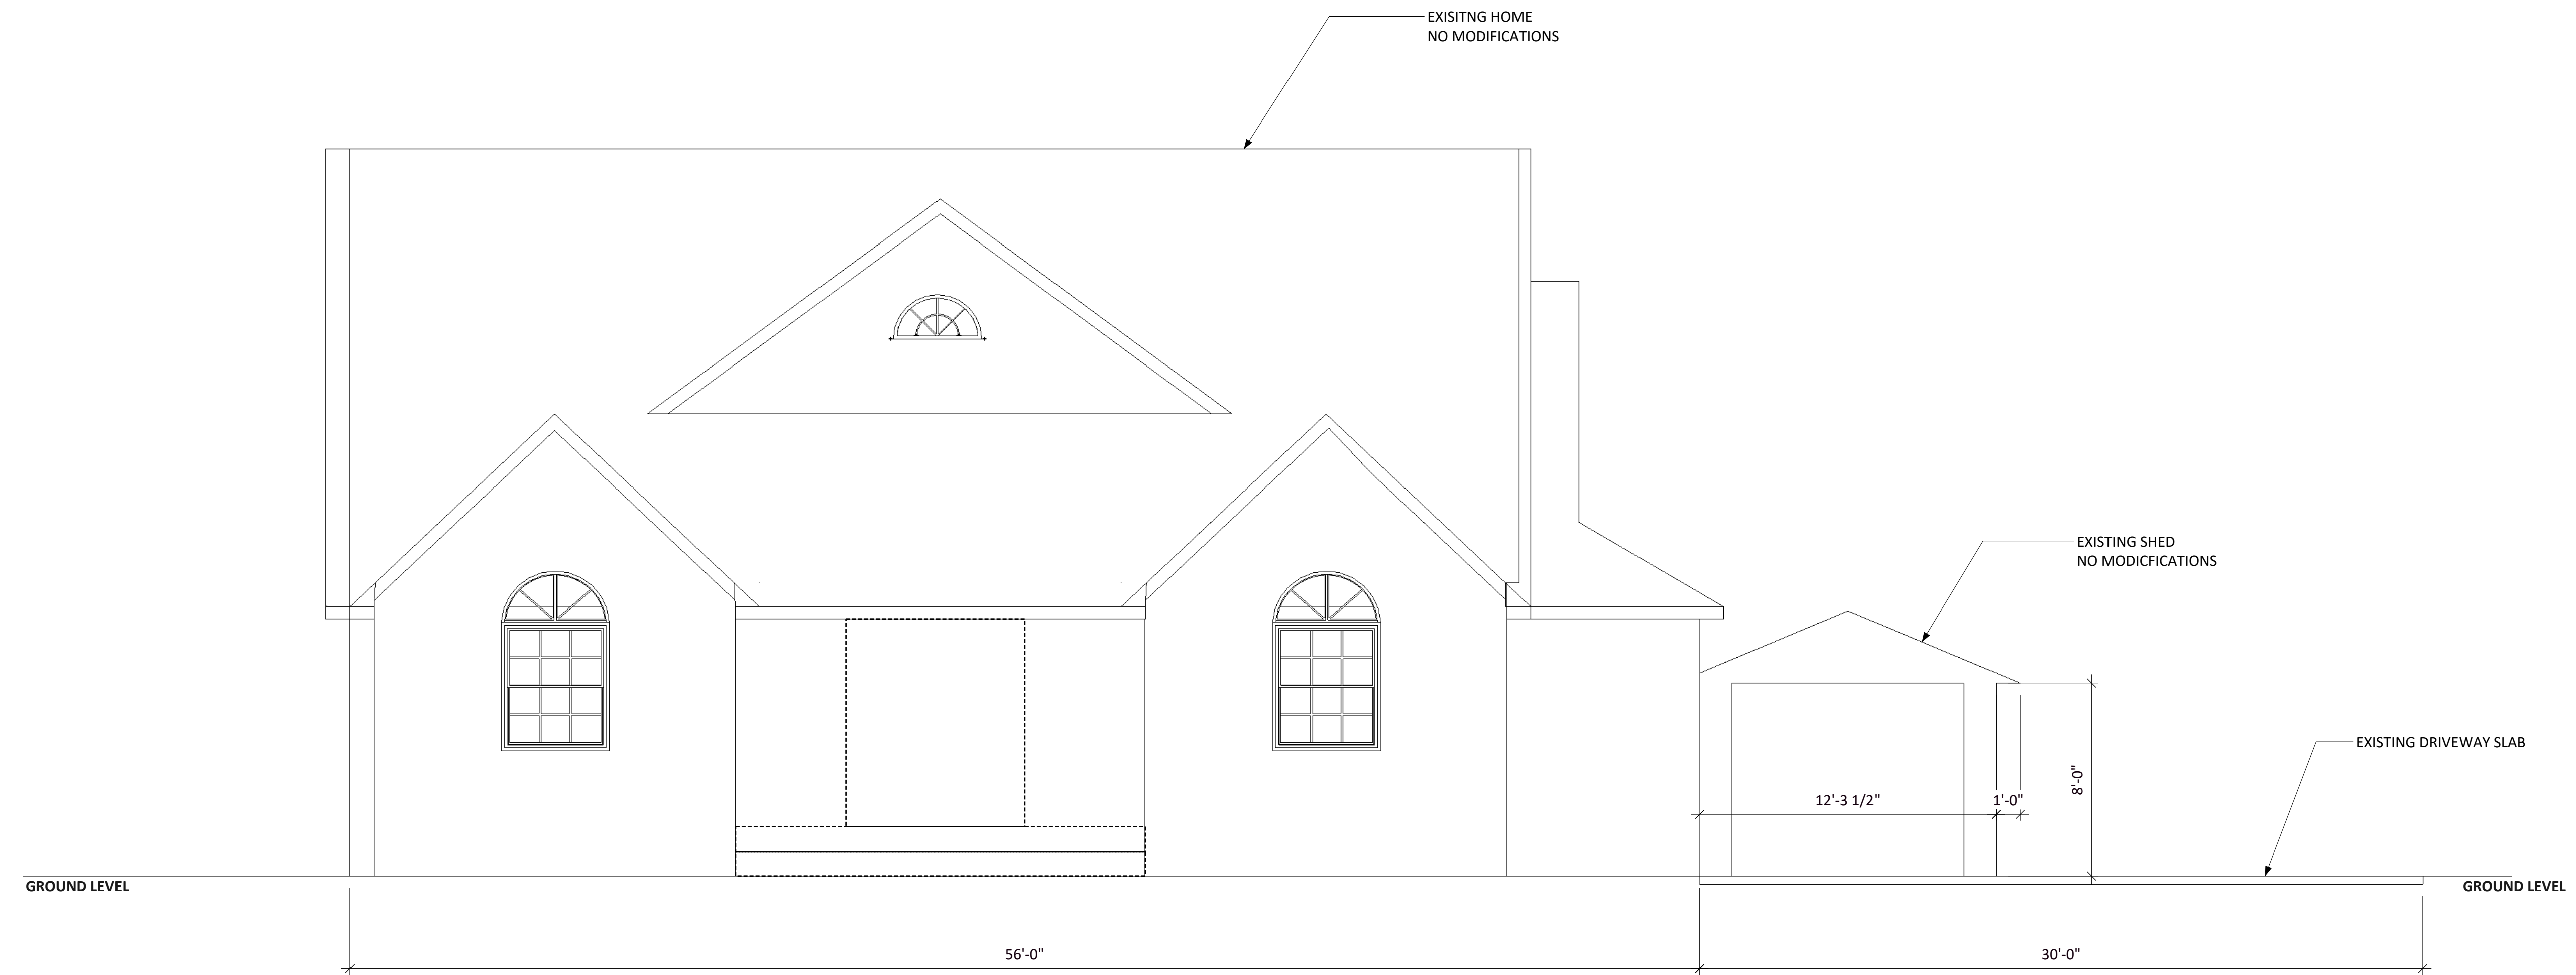 EXISITNG HOME
NO MODIFICATIONS
EXISTING SHED
NO MODICFICATIONS
EXISTING DRIVEWAY SLAB
8'-0"
12'-3 1/2"
1'-0"
GROUND LEVEL
GROUND LEVEL
56'-0"
30'-0"